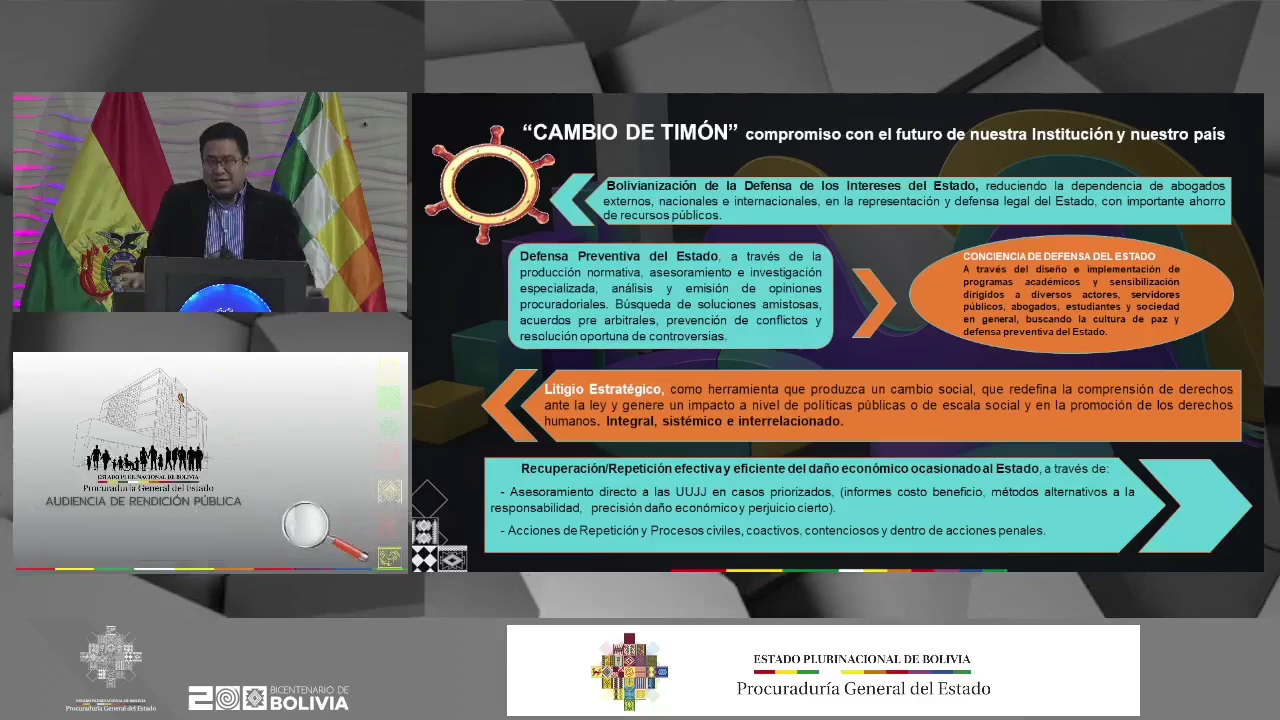 “CAMBIO DE TIMÓN” compromiso con el futuro de nuestra Institución y nuestro país
Bolivianización de la Defensa de los Intereses del Estado, reduciendo la dependencia de abogados
externos, nacionales e internacionales, en la representación y defensa legal del Estado, con importante ahorro
de recursos públicos.
Defensa Preventiva del Estado, a través de la
producción normativa, asesoramiento e investigación
especializada, análisis y emisión de opiniones
procuradoriales. Búsqueda de soluciones amistosas,
acuerdos pre arbitrales, prevención de conflictos y
resolución oportuna de controversias.
CONCIENCIA DE DEFENSA DEL ESTADO
A través del diseño e implementación de
programas académicos y sensibilización
dirigidos a diversos actores, servidores
públicos, abogados, estudiantes y sociedad
en general, buscando la cultura de paz y
defensa preventiva del Estado.
Litigio Estratégico, como herramienta que produzca un cambio social, que redefina la comprensión de derechos
ante la ley y genere un impacto a nivel de políticas públicas o de escala social y en la promoción de los derechos
humanos. Integral, sistémico e interrelacionado.
Recuperación/Repetición efectiva y eficiente del daño económico ocasionado al Estado, a través de:
- Asesoramiento directo a las UUJJ en casos priorizados, (informes costo beneficio, métodos alternativos a la
responsabilidad, precisión daño económico y perjuicio cierto).
- Acciones de Repetición y Procesos civiles, coactivos, contenciosos y dentro de acciones penales.
ESTADO PLURINACIONAL DE BOLIVIA
Procuraduría General del Estado
AUDIENCIA DE RENDICIÓN PÚBLICA
ESTADO PLURINACIONAL DE BOLIVIA
Procuraduría General del Estado
200 BICENTENARIO DE
BOLIVIA
ESTADO PLURINACIONAL DE BOLIVIA
Procuraduría General del Estado